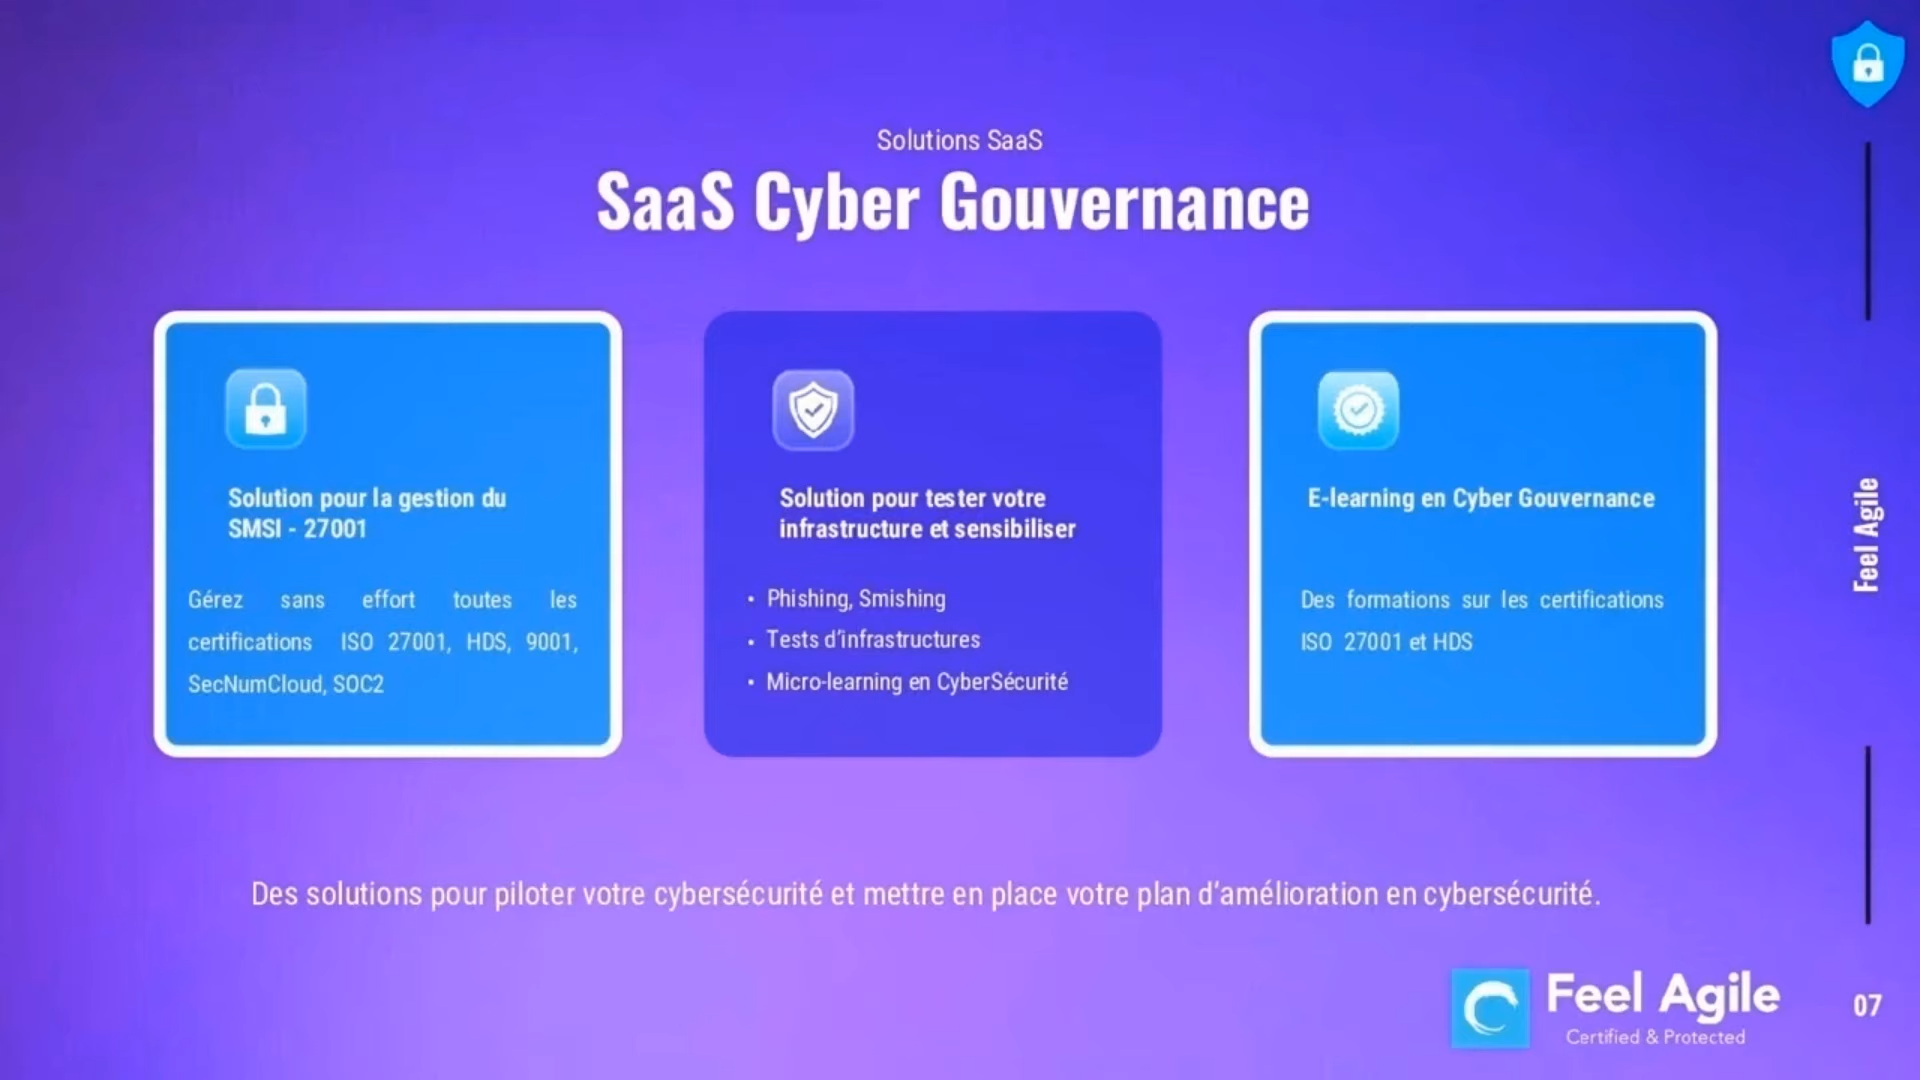 Solutions SaaS
SaaS Cyber Gouvernance
Solution pour la gestion du
SMSI - 27001
Gérez sans effort toutes les
certifications ISO 27001, HDS, 9001,
SecNumCloud, SOC2
Solution pour tester votre
infrastructure et sensibiliser
• Phishing, Smishing
• Tests d’infrastructures
• Micro-learning en CyberSécurité
E-learning en Cyber Gouvernance
Des formations sur les certifications
ISO 27001 et HDS
Feel Agile
Des solutions pour piloter votre cybersécurité et mettre en place votre plan d’amélioration en cybersécurité.
Feel Agile
Certified & Protected
07